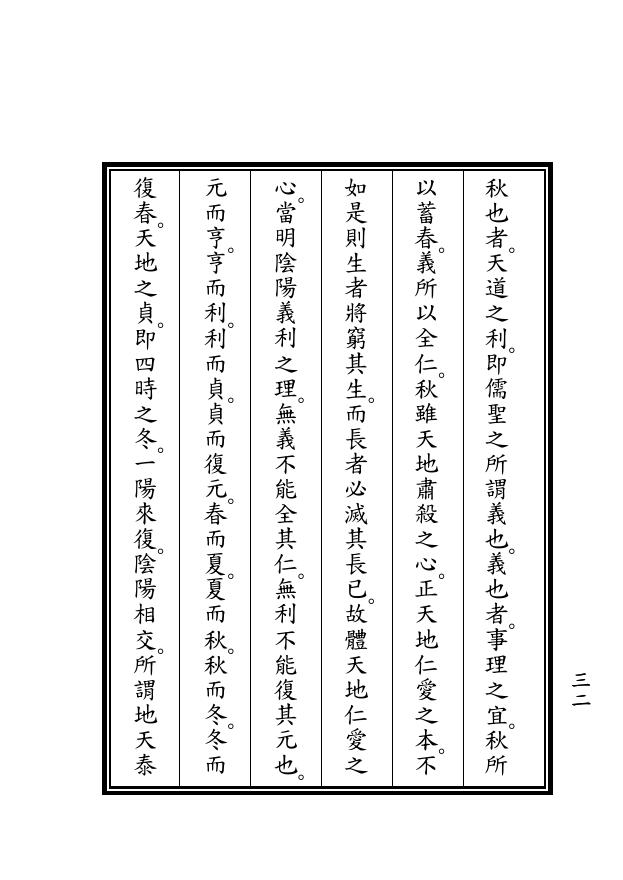 秋也者。天道之利。即儒聖之所謂義也。義也者。事理之宜。秋所
以蓄春。義所以全仁。秋雖天地肅殺之心。正天地仁愛之本。不
如是則生者將窮其生。而長者必滅其長已。故體天地仁愛之
心。當明陰陽義利之理。無義不能全其仁。無利不能復其元也。
元而亨。亨而利。利而貞。貞而復元。春而夏。夏而秋。秋而冬。冬而
復春。天地之貞。即四時之冬。一陽來復。陰陽相交。所謂地天泰
三二